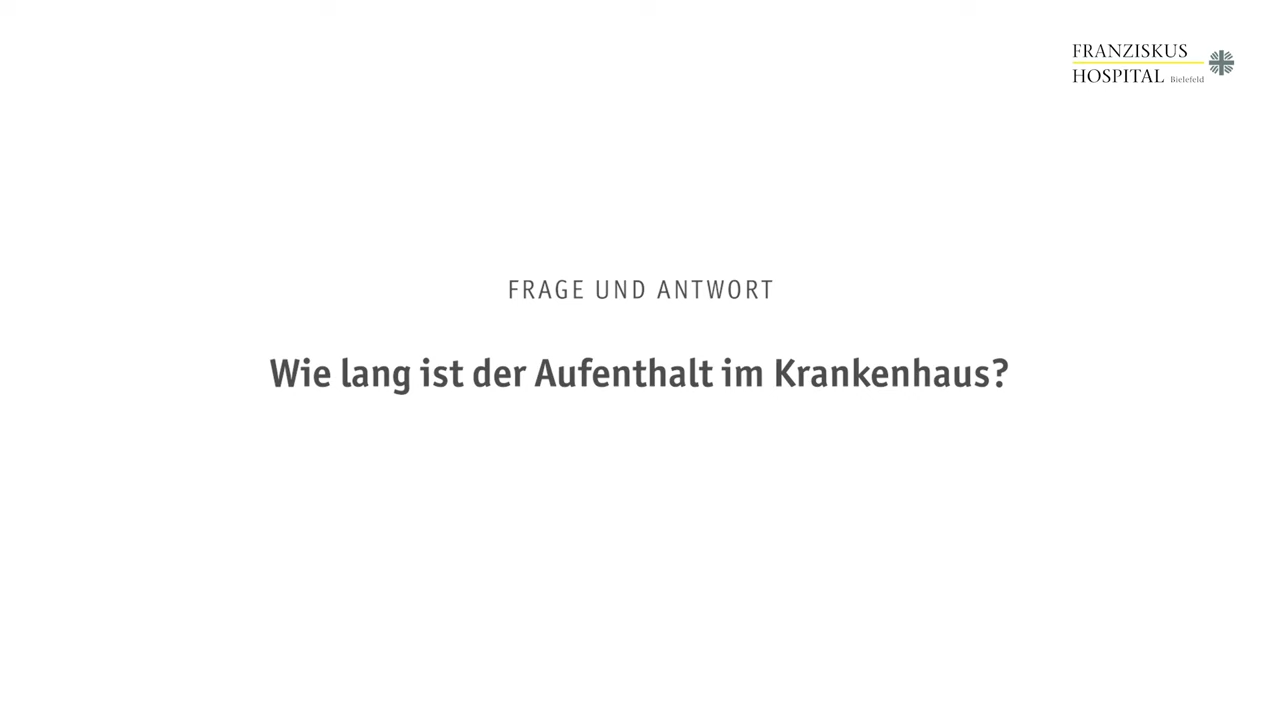 FRANZISKUS
HOSPITAL Bielefeld
FRAGE UND ANTWORT
Wie lang ist der Aufenthalt im Krankenhaus?